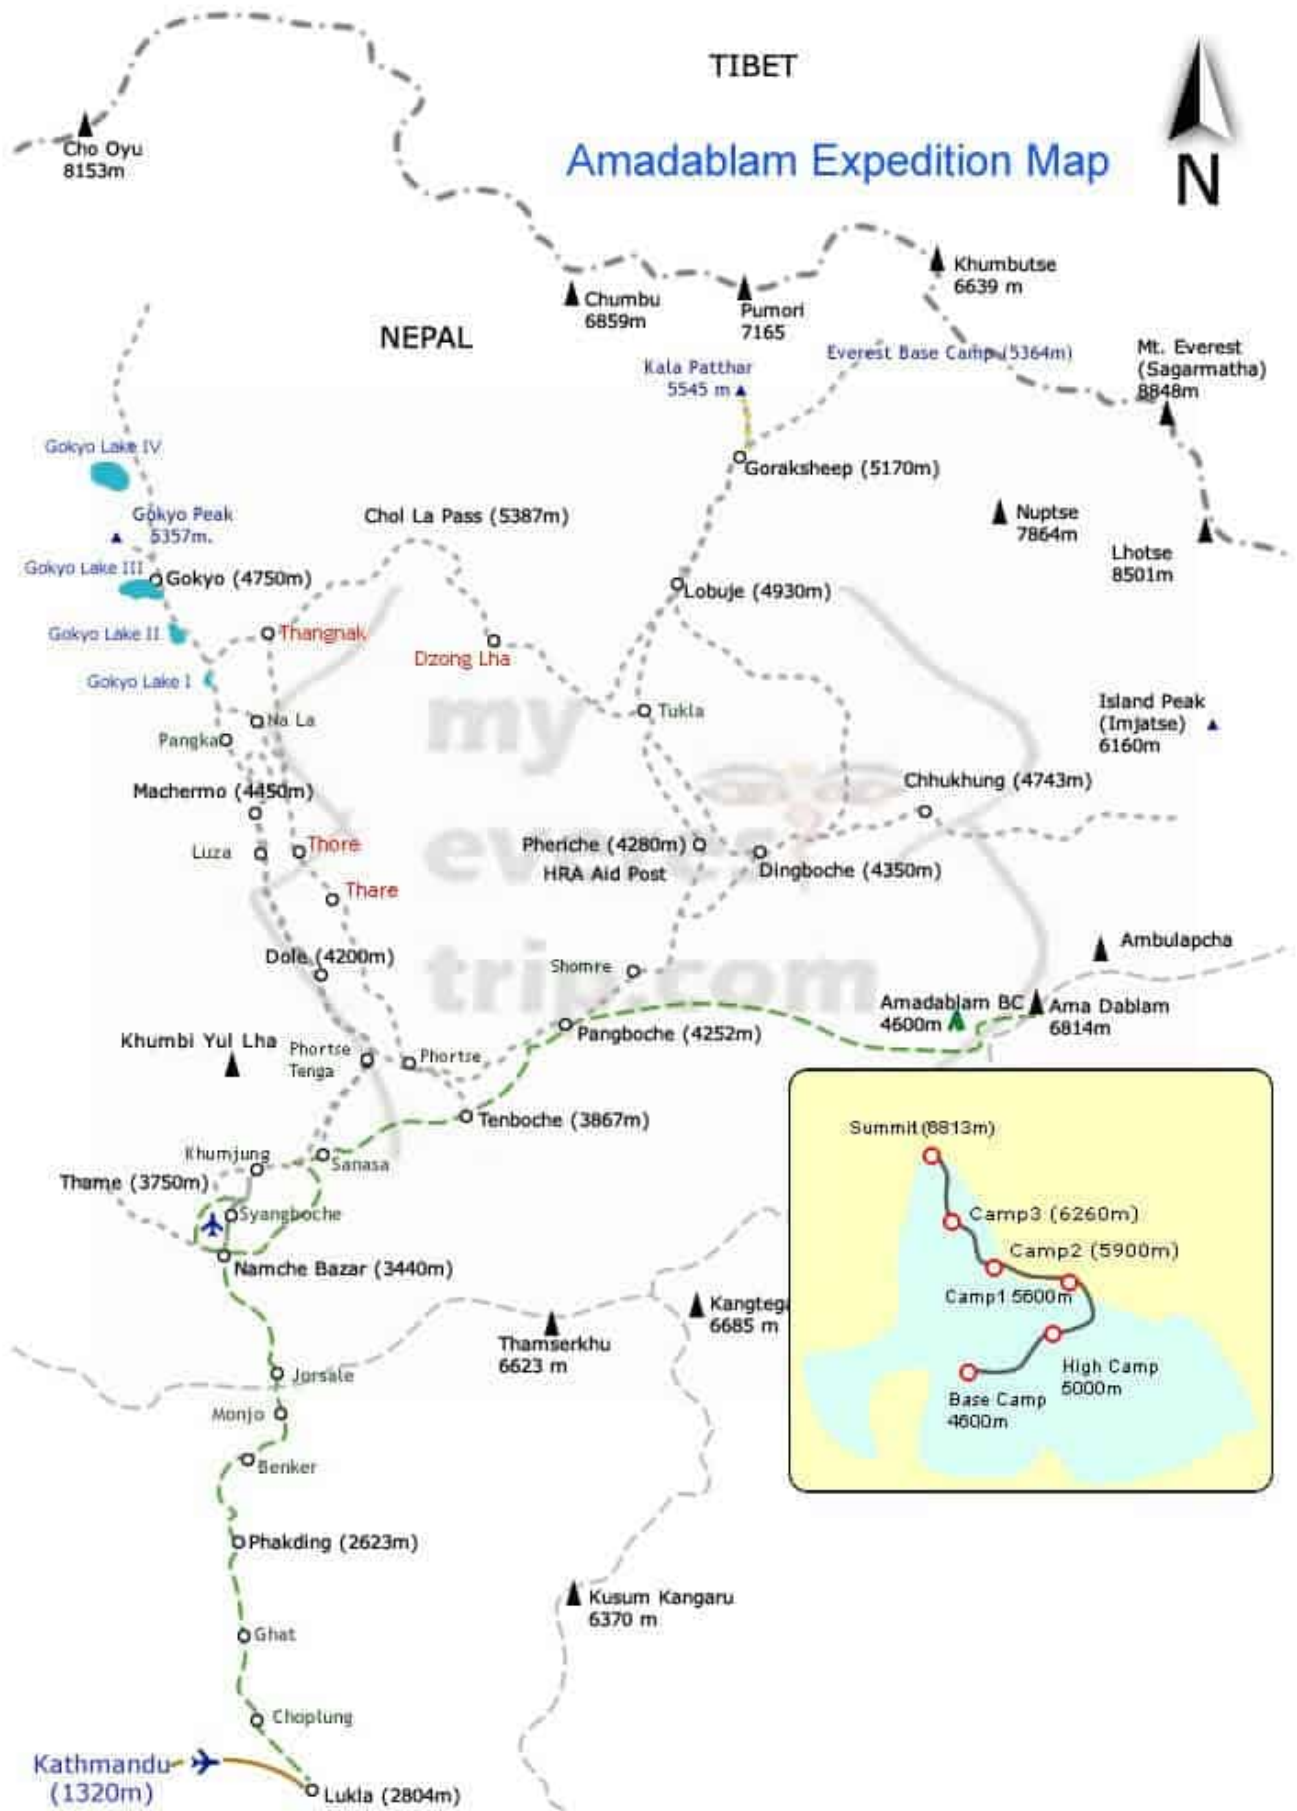 TIBET
Amadablam Expedition Map
N
Cho Oyu
8153m
Khumbutse
6639 m
Chumbu
6859m
Pumori
7165
NEPAL
Kala Patthar
5545 m
Everest Base Camp (5364m)
Mt. Everest
(Sagarmatha)
8848m
Gokyo Lake IV
Goraksheep (5170m)
Gokyo Peak
5357m.
Chol La Pass (5387m)
Nuptse
7864m
Lhotse
8501m
Gokyo Lake III
Gokyo (4750m)
Lobuje (4930m)
Gokyo Lake II
Thangnak
Dzong Lha
Gokyo Lake I
my
everest
trip.com
Na La
Pangka
Tukla
Island Peak
(Imjatse)
6160m
Machermo (4450m)
Chhukhung (4743m)
Luza
Thore
Pheriche (4280m)
HRA Aid Post
Dingboche (4350m)
Thare
Dole (4200m)
Shomre
Ambulapcha
Amadablam BC
4600m
Ama Dablam
6814m
Pangboche (4252m)
Khumbi Yul Lha
Phortse
Tenga
Phortse
Tenboche (3867m)
Khumjung
Sanasa
Thame (3750m)
Syangboche
Namche Bazar (3440m)
Summit(6813m)
Camp3 (6260m)
Camp2 (5900m)
Camp1 5600m
High Camp
5000m
Base Camp
4600m
Kangtega
6685 m
Thamserkhu
6623 m
Jorsale
Monjo
Benker
Phakding (2623m)
Kusum Kangaru
6370 m
Ghat
Choplung
Kathmandu
(1320m)
Lukla (2804m)